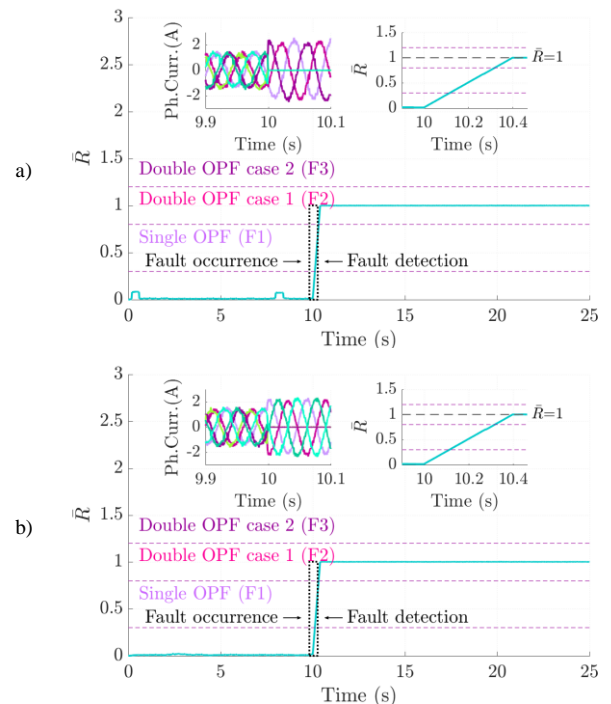 a)
3
2.5
2
1.5
1
0.5
0
R̄
Ph.Curr.(A)
2
0
-2
9.9 10 10.1
Time (s)
R̄
1.5
1
0.5
0
10 10.2 10.4
Time (s)
R̄=1
Double OPF case 2 (F3)
Double OPF case 1 (F2)
Single OPF (F1)
Fault occurrence → ← Fault detection
0 5 10 15 20 25
Time (s)
b)
3
2.5
2
1.5
1
0.5
0
R̄
Ph.Curr.(A)
2
0
-2
9.9 10 10.1
Time (s)
R̄
1.5
1
0.5
0
10 10.2 10.4
Time (s)
R̄=1
Double OPF case 2 (F3)
Double OPF case 1 (F2)
Single OPF (F1)
Fault occurrence → ← Fault detection
0 5 10 15 20 25
Time (s)